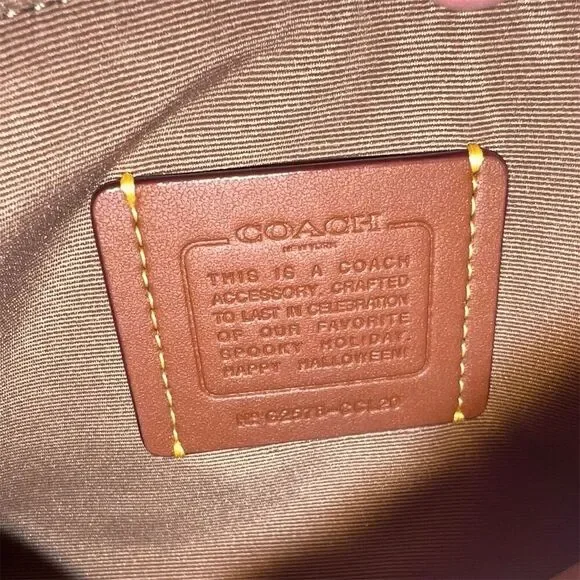 COACH
NEW YORK
THIS IS A COACH
ACCESSORY, CRAFTED
TO LAST IN CELEBRATION
OF OUR FAVORITE
SPOOKY HOLIDAY.
HAPPY HALLOWEEN!